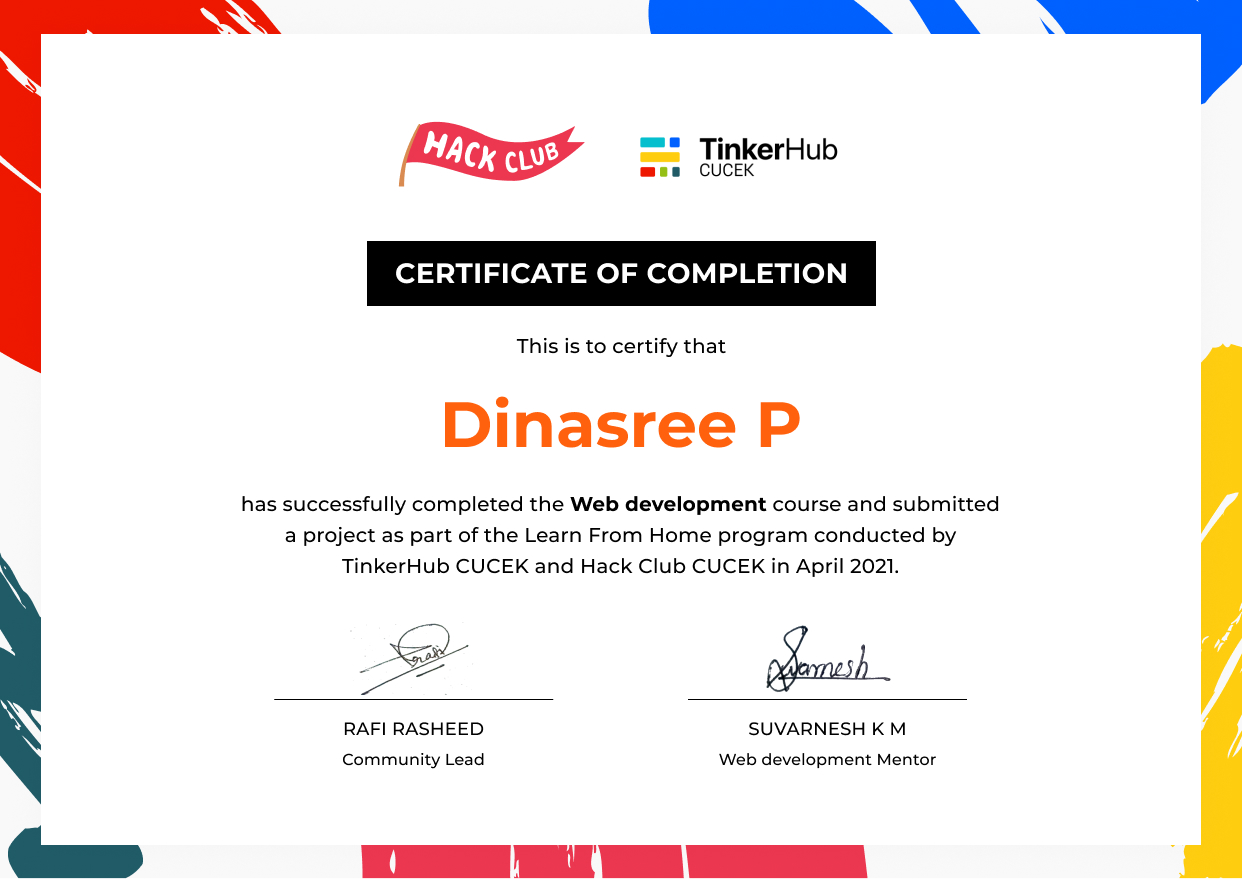 HACK CLUB
TinkerHub
CUCEK
CERTIFICATE OF COMPLETION
This is to certify that
Dinasree P
has successfully completed the Web development course and submitted
a project as part of the Learn From Home program conducted by
TinkerHub CUCEK and Hack Club CUCEK in April 2021.
Suvarnesh
RAFI RASHEED
SUVARNESH K M
Community Lead
Web development Mentor